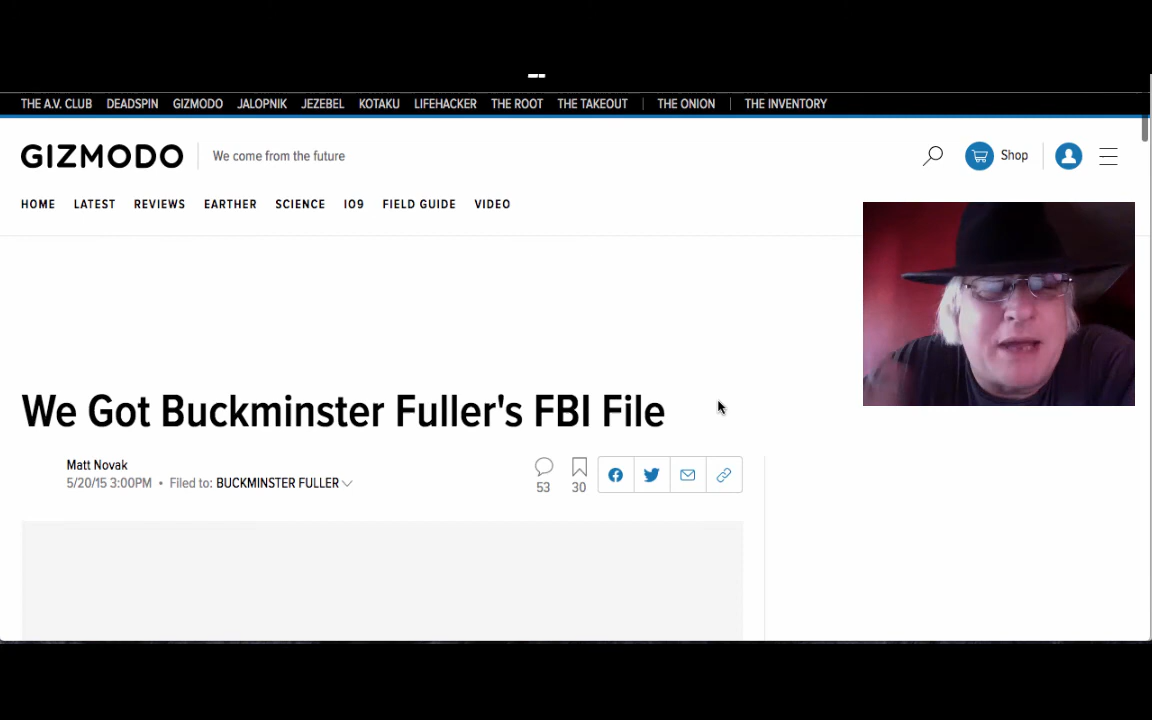 THE A.V. CLUB DEADSPIN GIZMODO JALOPNIK JEZEBEL KOTAKU LIFEHACKER THE ROOT THE TAKEOUT THE ONION THE INVENTORY
GIZMODO We come from the future Shop
HOME LATEST REVIEWS EARTHER SCIENCE IO9 FIELD GUIDE VIDEO
We Got Buckminster Fuller's FBI File
Matt Novak
5/20/15 3:00PM • Filed to: BUCKMINSTER FULLER
53 30